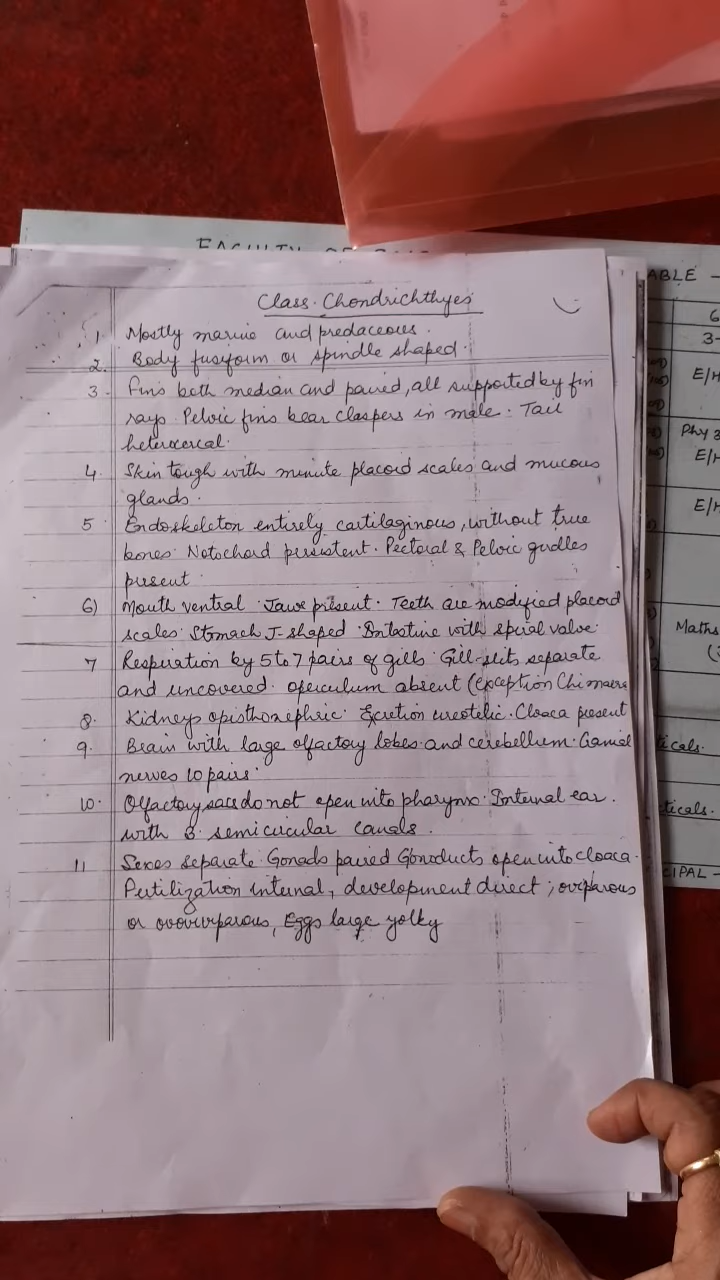 FACULTY OF
Class. Chondrichthyes
1 Mostly marine and predaceous.
2. Body fusiform or spindle shaped.
3. Fins both median and paired, all supported by fin
rays. Pelvic fins bear claspers in male. Tail
heterocercal.
4. Skin tough with minute placoid scales and mucous
glands.
5. Endoskeleton entirely cartilaginous, without true
bones. Notochord persistent. Pectoral & Pelvic girdles
present.
6) Mouth ventral. Jaws present. Teeth are modified placoid
scales. Stomach J-shaped. Intestine with spiral valve.
7 Respiration by 5 to 7 pairs of gills. Gill-slits separate
and uncovered. operculum absent (exception Chimaera
8. Kidneys opisthonephric. Excretion ureotelic. Cloaca present
9. Brain with large olfactory lobes and cerebellum. Canial
nerves 10 pairs.
10. Olfactory sacs do not open into pharynx. Internal ear.
with 3 semicircular canals.
11 Sexes separate. Gonads paired Gonoducts open into cloaca.
Fertilization internal, development direct; oviparous
or ovoviviparous, Eggs large yolky
ABLE -
6
3-
E/H
Phy 3
E/H
E/H
Maths
ticals.
ticals.
CIPAL -